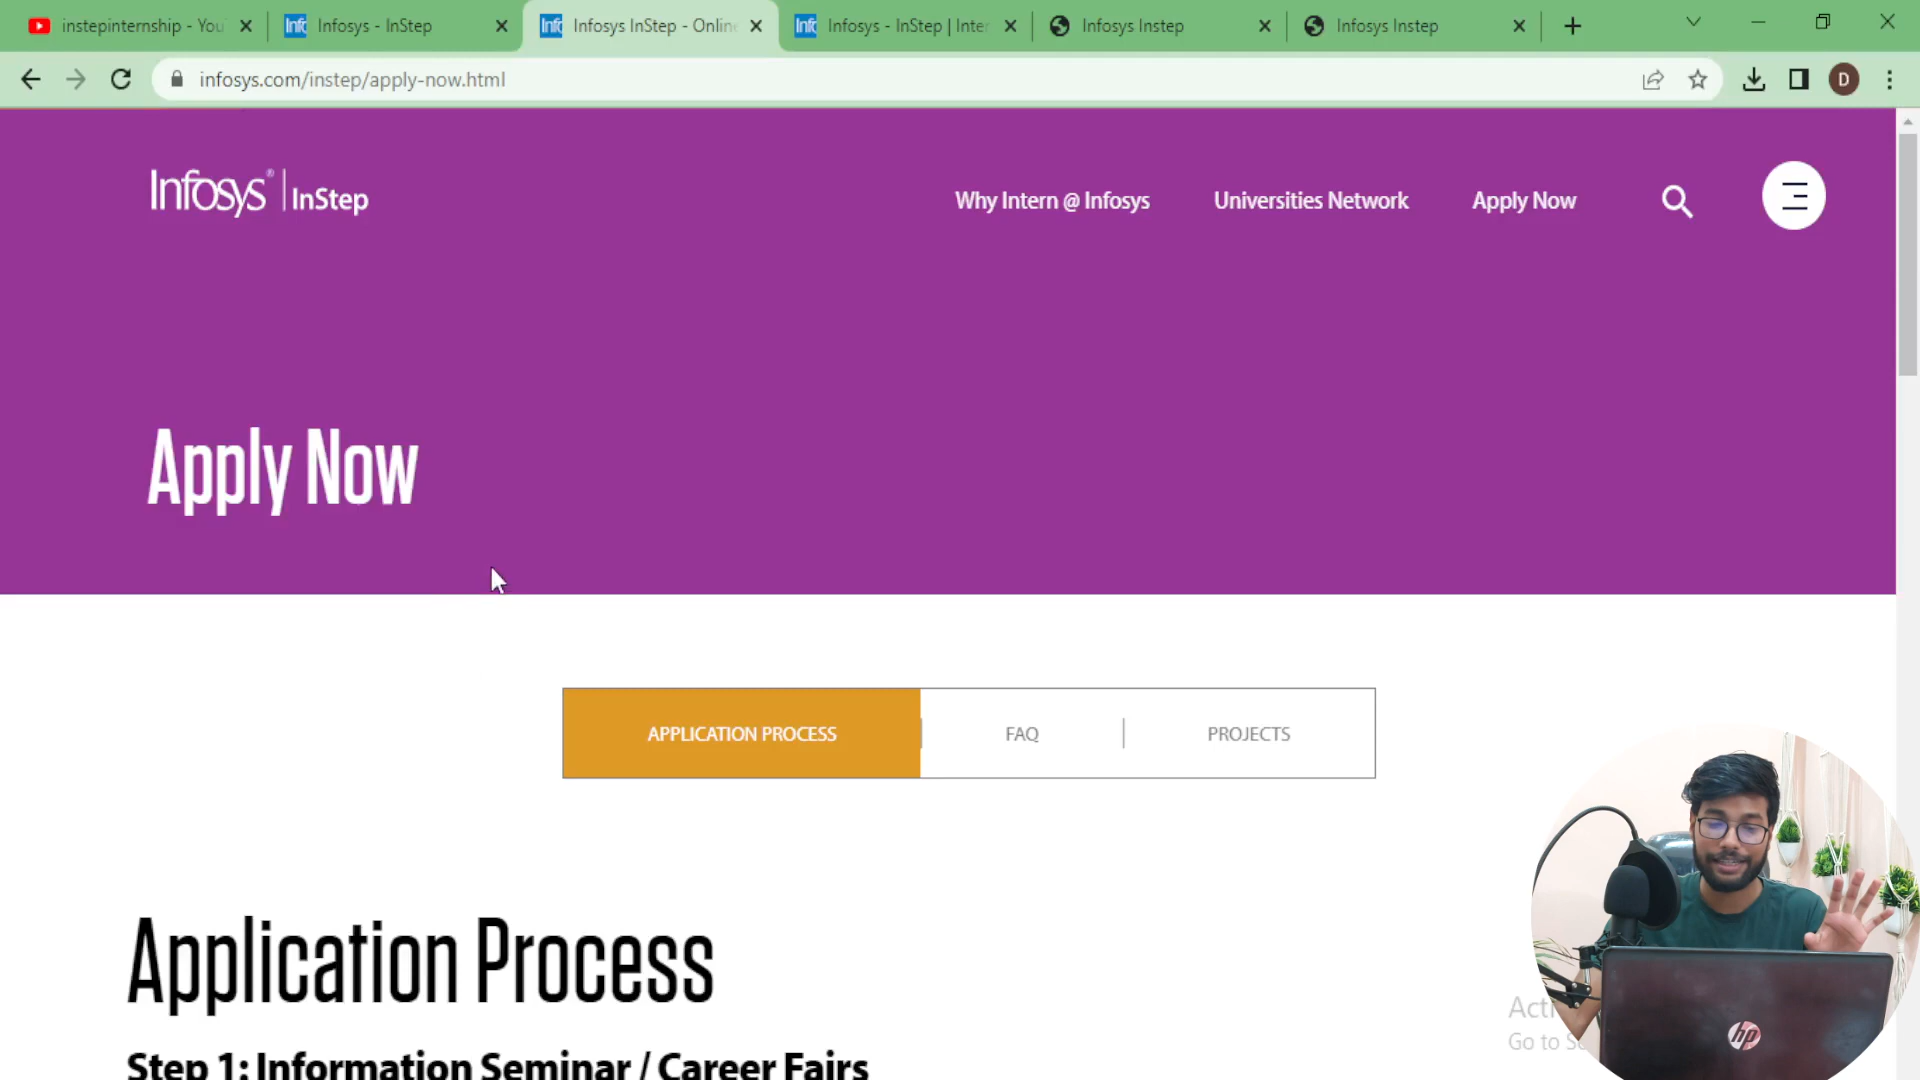 instepinternship - You
Infosys - InStep
Infosys InStep - Online
Infosys - InStep | Inter
Infosys Instep
Infosys Instep
infosys.com/instep/apply-now.html
D
Infosys® | InStep
Why Intern @ Infosys
Universities Network
Apply Now
Apply Now
APPLICATION PROCESS
FAQ
PROJECTS
Application Process
Step 1: Information Seminar / Career Fairs
Acti
Go to S
hp